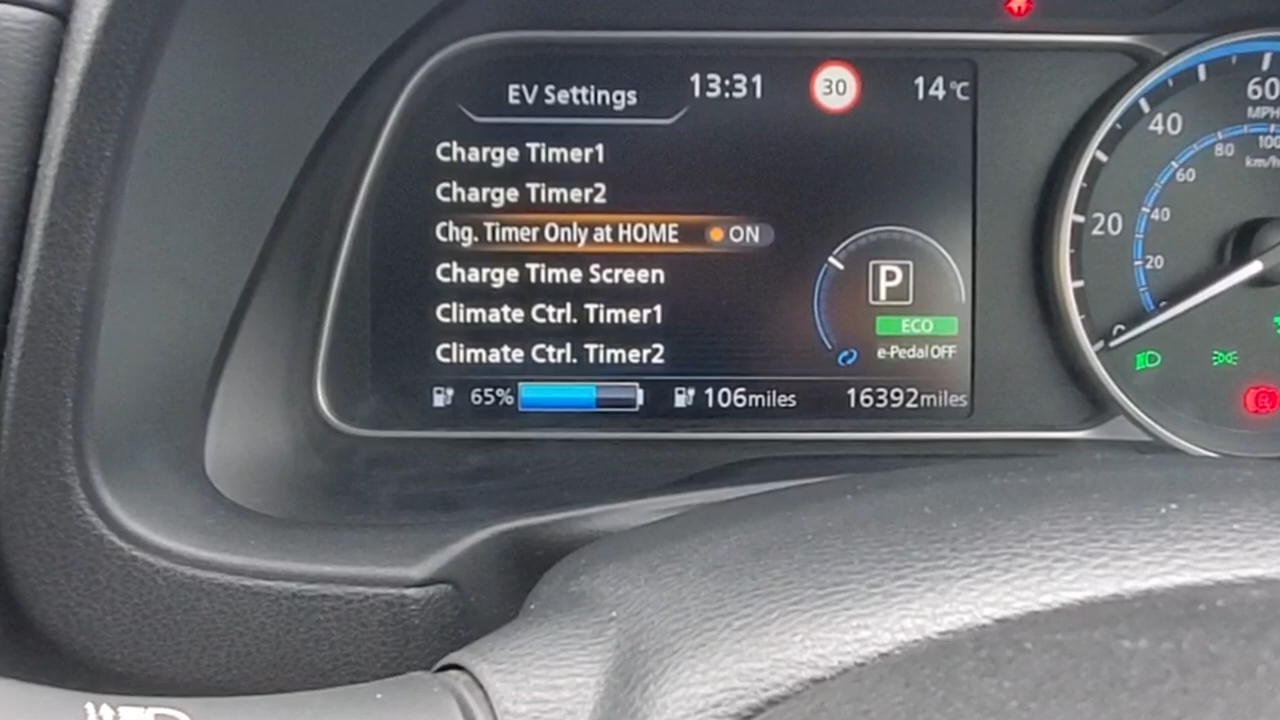 EV Settings 13:31 30 14°C
Charge Timer1
Charge Timer2
Chg. Timer Only at HOME ON
Charge Time Screen
Climate Ctrl. Timer1
Climate Ctrl. Timer2
P
ECO
e-Pedal OFF
65% 106miles 16392miles
60
MPH
40
100
80
km/h
60
20
40
20
0